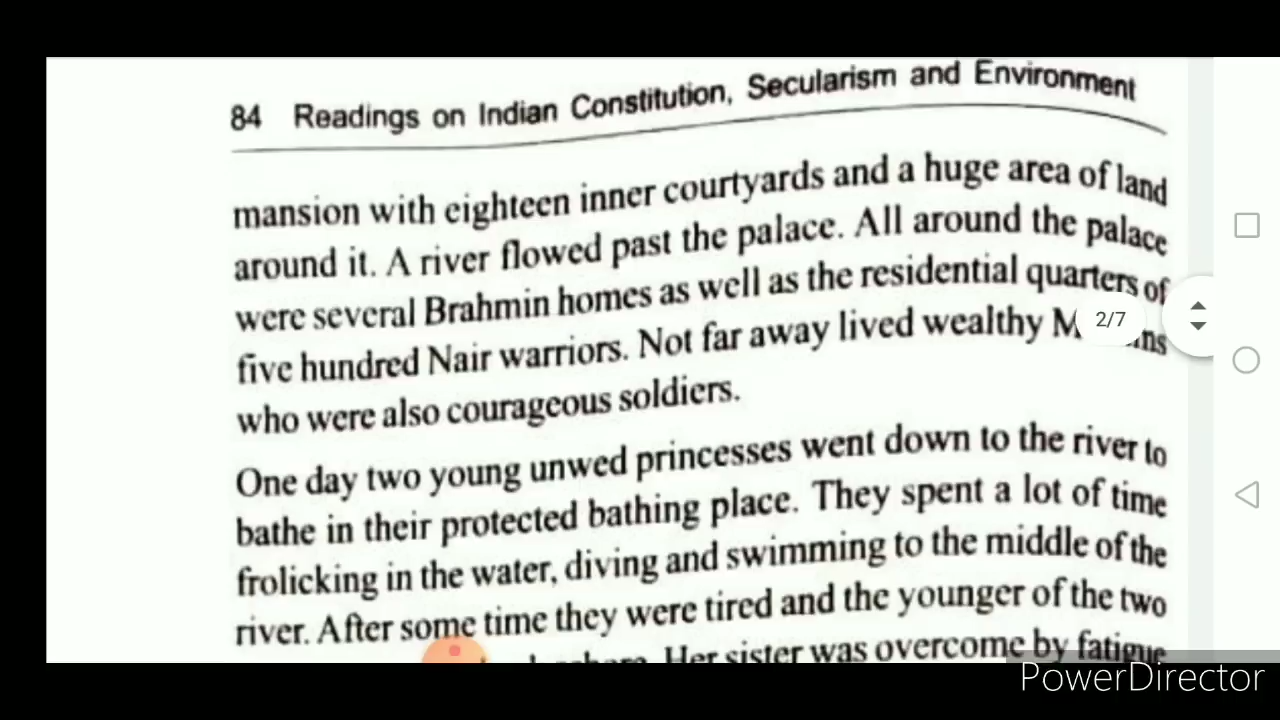 84 Readings on Indian Constitution, Secularism and Environment
mansion with eighteen inner courtyards and a huge area of land
around it. A river flowed past the palace. All around the palace
were several Brahmin homes as well as the residential quarters of
five hundred Nair warriors. Not far away lived wealthy
2/7
who were also courageous soldiers.
One day two young unwed princesses went down to the river to
bathe in their protected bathing place. They spent a lot of time
frolicking in the water, diving and swimming to the middle of the
river. After some time they were tired and the younger of the two
Her sister was overcome by fatigue
PowerDirector